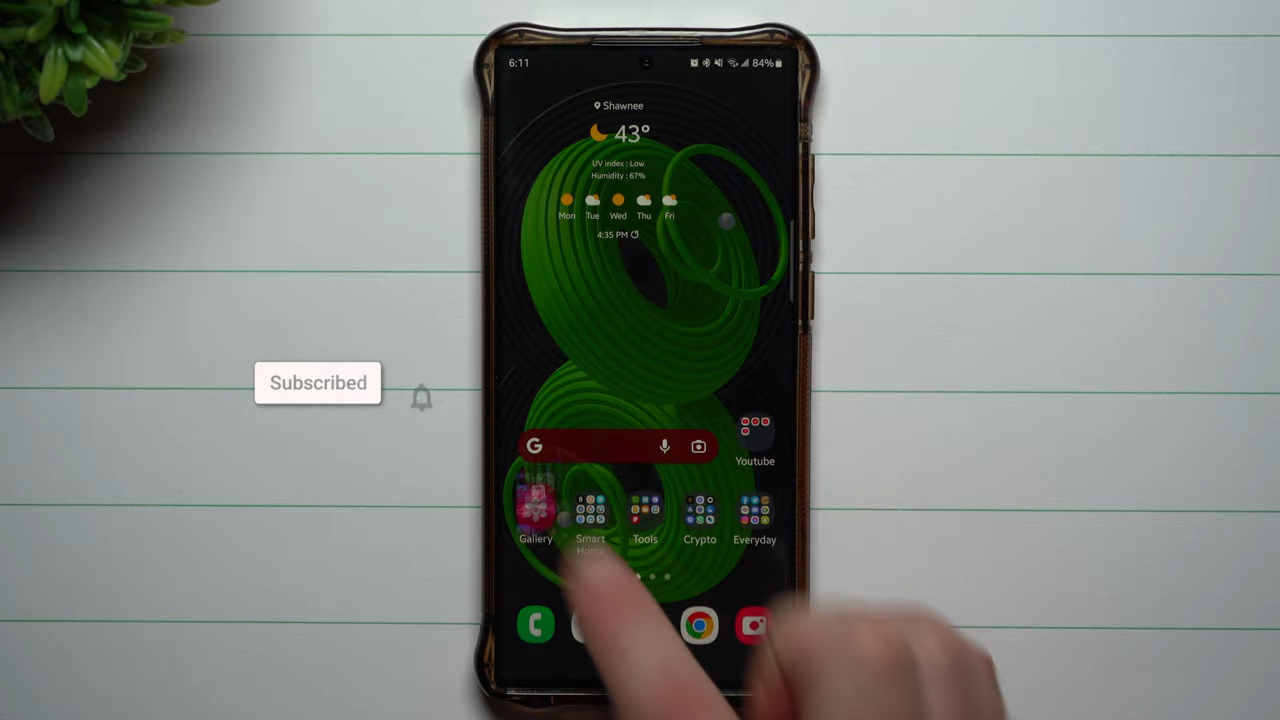 6:11
84%
Shawnee
43°
UV index : Low
Humidity : 67%
Mon Tue Wed Thu Fri
4:35 PM
Subscribed
G
Youtube
Gallery Smart Home Tools Crypto Everyday